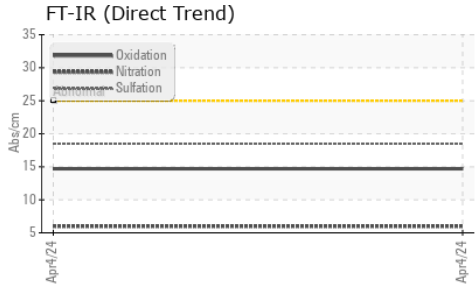 FT-IR (Direct Trend)
35
30
25
20
15
10
5
Abs/cm
Oxidation
Nitration
Sulfation
Abnormal
Apr4/24
Apr4/24